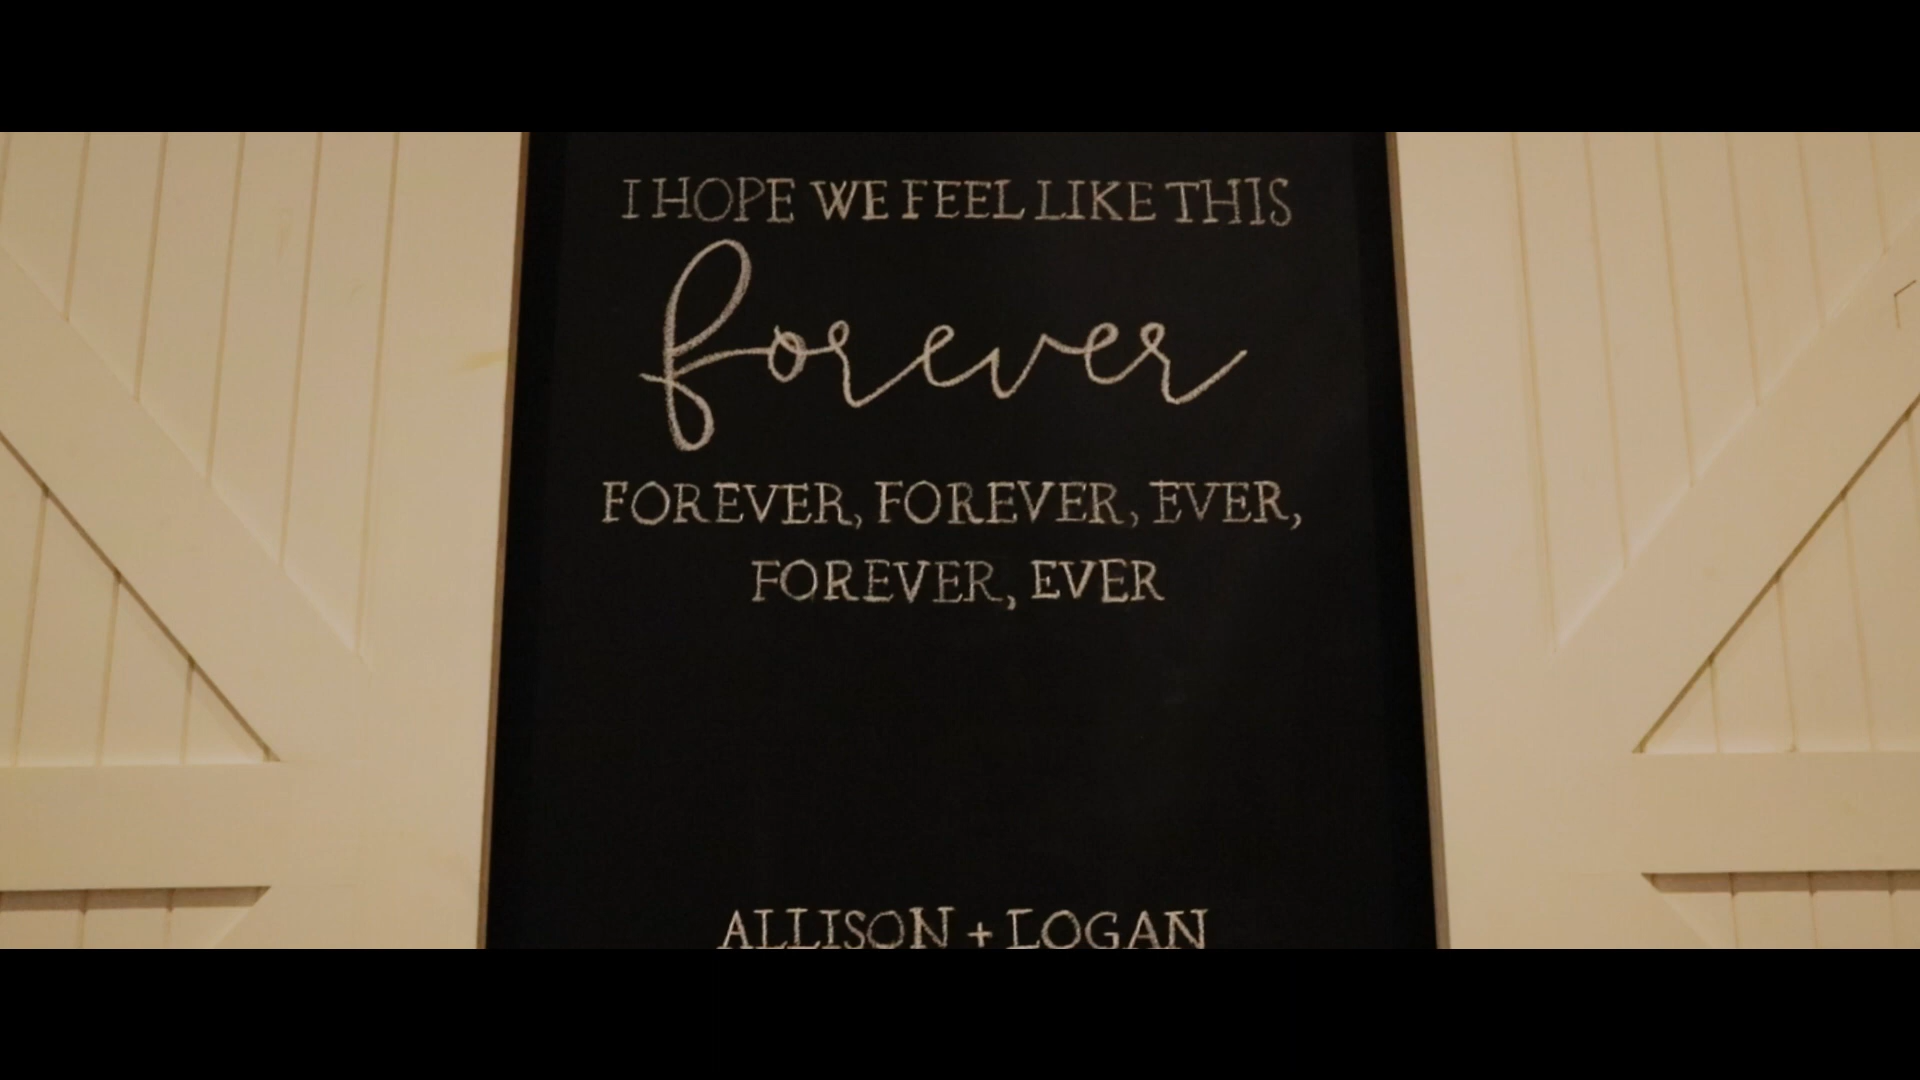 I HOPE WE FEEL LIKE THIS
forever
FOREVER, FOREVER, EVER,
FOREVER, EVER
ALLISON + LOGAN